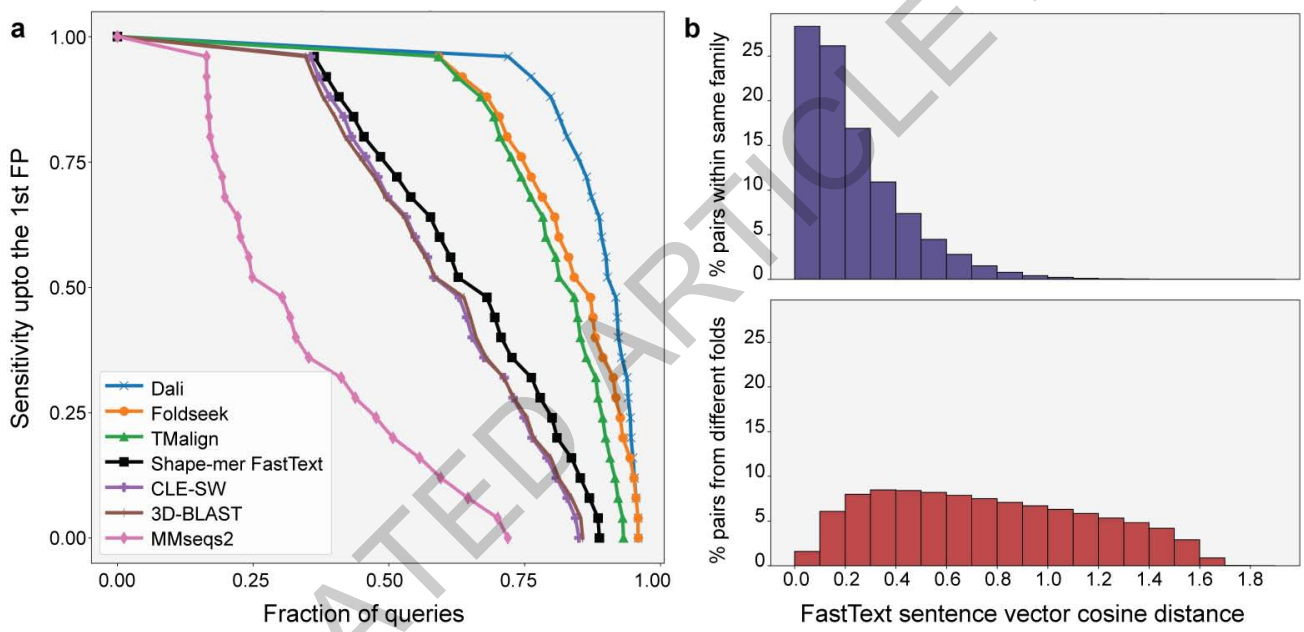 a
1.00
0.75
0.50
0.25
0.00
Sensitivity upto the 1st FP
Dali
Foldseek
TMalign
Shape-mer FastText
CLE-SW
3D-BLAST
MMseqs2
0.00 0.25 0.50 0.75 1.00
Fraction of queries
b
25
20
15
10
5
0
% pairs within same family
25
20
15
10
5
0
% pairs from different folds
0.0 0.2 0.4 0.6 0.8 1.0 1.2 1.4 1.6 1.8
FastText sentence vector cosine distance
ATED ARTICLE